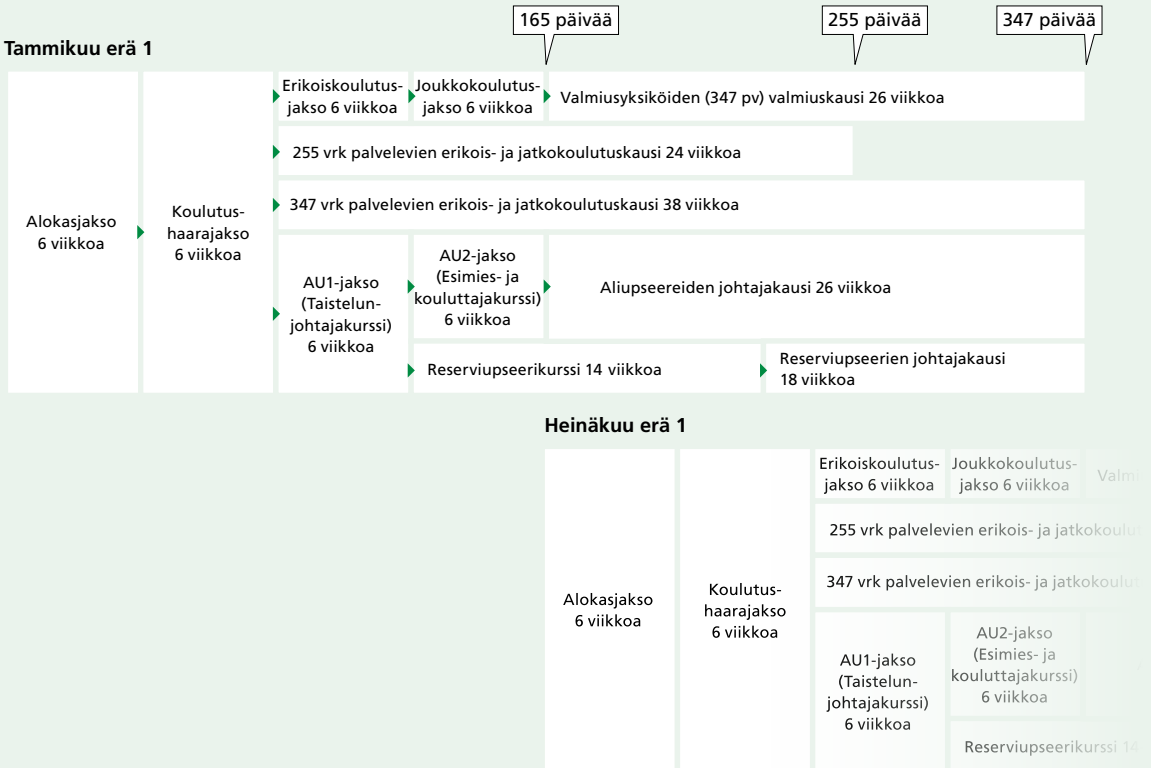 165 päivää
255 päivää
347 päivää
Tammikuu erä 1
Alokasjakso
6 viikkoa
Koulutus-
haarajakso
6 viikkoa
Erikoiskoulutus-
jakso 6 viikkoa
Joukkokoulutus-
jakso 6 viikkoa
Valmiusyksiköiden (347 pv) valmiuskausi 26 viikkoa
255 vrk palvelevien erikois- ja jatkokoulutuskausi 24 viikkoa
347 vrk palvelevien erikois- ja jatkokoulutuskausi 38 viikkoa
AU1-jakso
(Taistelun-
johtajakurssi)
6 viikkoa
AU2-jakso
(Esimies- ja
kouluttajakurssi)
6 viikkoa
Aliupseereiden johtajakausi 26 viikkoa
Reserviupseerikurssi 14 viikkoa
Reserviupseerien johtajakausi
18 viikkoa
Heinäkuu erä 1
Alokasjakso
6 viikkoa
Koulutus-
haarajakso
6 viikkoa
Erikoiskoulutus-
jakso 6 viikkoa
Joukkokoulutus-
jakso 6 viikkoa
Valmi
255 vrk palvelevien erikois- ja jatkokoulut
347 vrk palvelevien erikois- ja jatkokoulut
AU1-jakso
(Taistelun-
johtajakurssi)
6 viikkoa
AU2-jakso
(Esimies- ja
kouluttajakurssi)
6 viikkoa
Reserviupseerikurssi 14